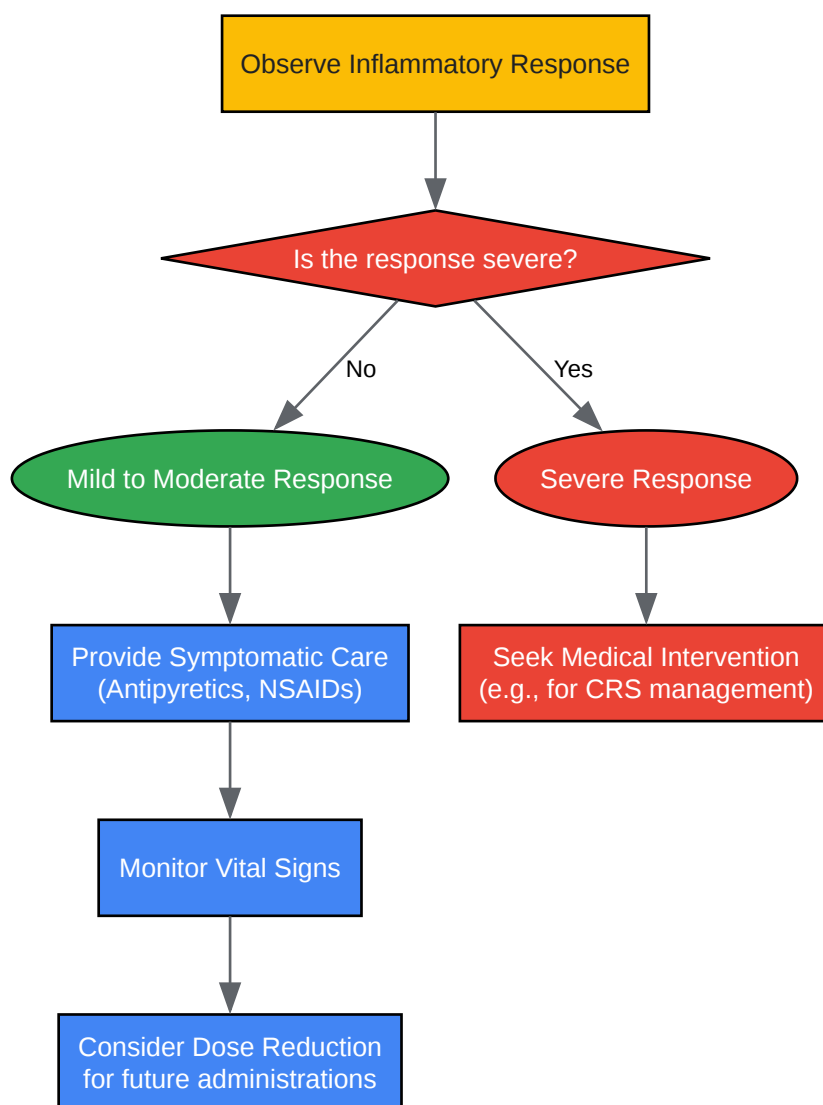 Observe Inflammatory Response
Is the response severe?
No
Yes
Mild to Moderate Response
Severe Response
Provide Symptomatic Care
(Antipyretics, NSAIDs)
Seek Medical Intervention
(e.g., for CRS management)
Monitor Vital Signs
Consider Dose Reduction
for future administrations